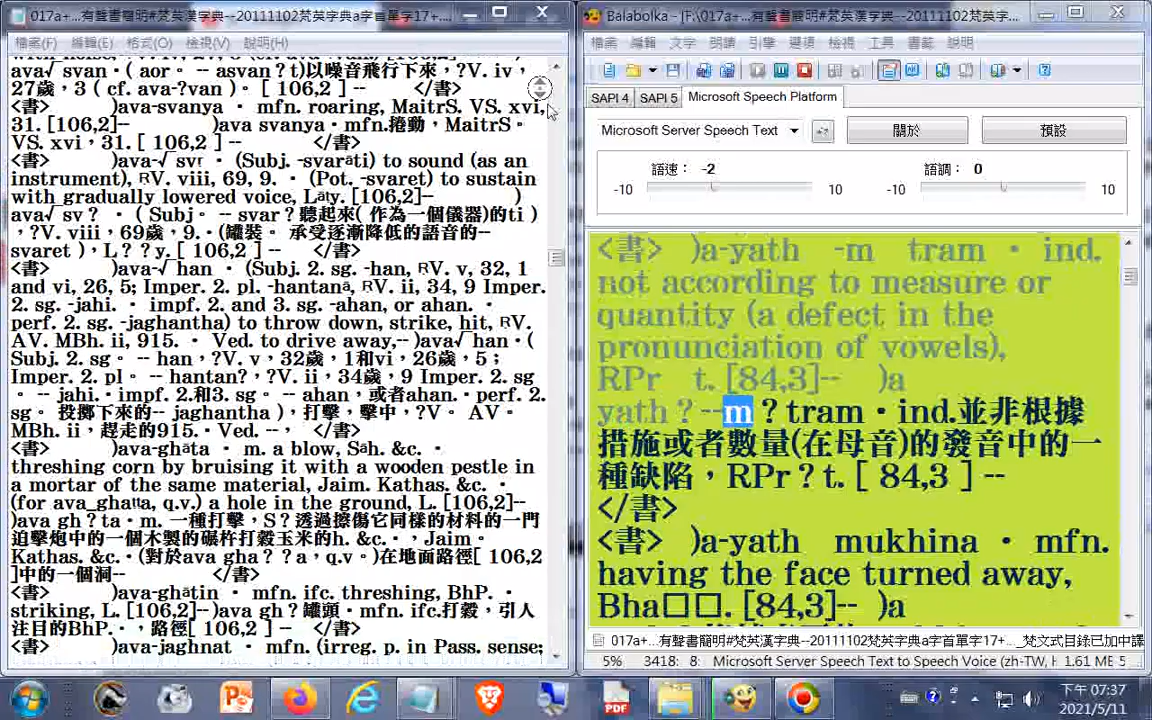 017a+...有聲書簡明#梵英漢字典--20111102梵英字典a字首單字17+...
檔案(F) 編輯(E) 格式(O) 檢視(V) 說明(H)
ava√ svan・( aor。 -- asvan？t)以噪音飛行下來，?V. iv，
27歲，3 ( cf. ava-?van )。[ 106,2 ] -- </書>
<書> )ava-svanya ・ mfn. roaring, MaitrS. VS. xvi,
31. [106,2]-- )ava svanya・mfn.捲動，MaitrS。
VS. xvi，31. [ 106,2 ] -- </書>
<書> )ava-√ svṛ ・ (Subj. -svarāti) to sound (as an
instrument), RV. viii, 69, 9. ・ (Pot. -svaret) to sustain
with gradually lowered voice, Lāṭy. [106,2]-- )
ava√ sv？ ・ ( Subj。 -- svar？聽起來( 作為一個儀器)的ti )
，?V. viii，69歲，9.・(罐裝。 承受逐漸降低的語音的--
svaret )，L？？y. [ 106,2 ] -- </書>
<書> )ava-√ han ・ (Subj. 2. sg. -han, RV. v, 32, 1
and vi, 26, 5; Imper. 2. pl. -hantanā, RV. ii, 34, 9 Imper.
2. sg. -jahi. ・ impf. 2. and 3. sg. -ahan, or ahan. ・
perf. 2. sg. -jaghantha) to throw down, strike, hit, RV.
AV. MBh. ii, 915. ・ Ved. to drive away,-- )ava√ han・(
Subj. 2. sg。 -- han，?V. v，32歲，1和vi，26歲，5；
Imper. 2. pl。 -- hantan?，?V. ii，34歲，9 Imper. 2. sg
。 -- jahi.・ impf. 2.和3. sg。 -- ahan，或者ahan.・ perf. 2.
sg。 投擲下來的-- jaghantha )，打擊，擊中，?V。 AV。
MBh. ii，趕走的915.・Ved. --， </書>
<書> )ava-ghāta ・ m. a blow, Sāh. &c. ・
threshing corn by bruising it with a wooden pestle in
a mortar of the same material, Jaim. Kathas. &c. ・
(for ava_ghaṭṭa, q.v.) a hole in the ground, L. [106,2]--
)ava gh？ta・m. 一種打擊，S？透過擦傷它同樣的材料的一門
迫擊炮中的一個木製的碾杵打穀玉米的h. &c.・，Jaim。
Kathas. &c.・(對於ava gha？？a，q.v。)在地面路徑[ 106,2
]中的一個洞-- </書>
<書> )ava-ghātin ・ mfn. ifc. threshing, BhP. ・
striking, L. [106,2]--)ava gh？罐頭・mfn. ifc.打穀，引人
注目的BhP.・，路徑[ 106,2 ] -- </書>
<書> )ava-jaghnat ・ mfn. (irreg. p. in Pass. sense;
Balabolka - [F:\017a+...有聲書簡明#梵英漢字典--20111102梵英字...
檔案 編輯 文字 朗讀 引擎 選項 檢視 工具 書籤 說明
SAPI 4 SAPI 5 Microsoft Speech Platform
Microsoft Server Speech Text 關於 預設
語速： -2 語調： 0
-10 10 -10 10
<書> )a-yath -m tram ・ ind.
not according to measure or
quantity (a defect in the
pronunciation of vowels),
RPr t. [84,3]-- )a
yath？--m？tram・ind.並非根據
措施或者數量(在母音)的發音中的一
種缺陷，RPr？t. [ 84,3 ] --
</書>
<書> )a-yath mukhina ・ mfn.
having the face turned away,
Bha□□. [84,3]-- )a
017a+...有聲書簡明#梵英漢字典--20111102梵英字典a字首單字17+..._梵文式目錄已加中譯
5% 3418: 8: Microsoft Server Speech Text to Speech Voice (zh-TW, H 1.61 MB 5
下午 07:37
2021/5/11